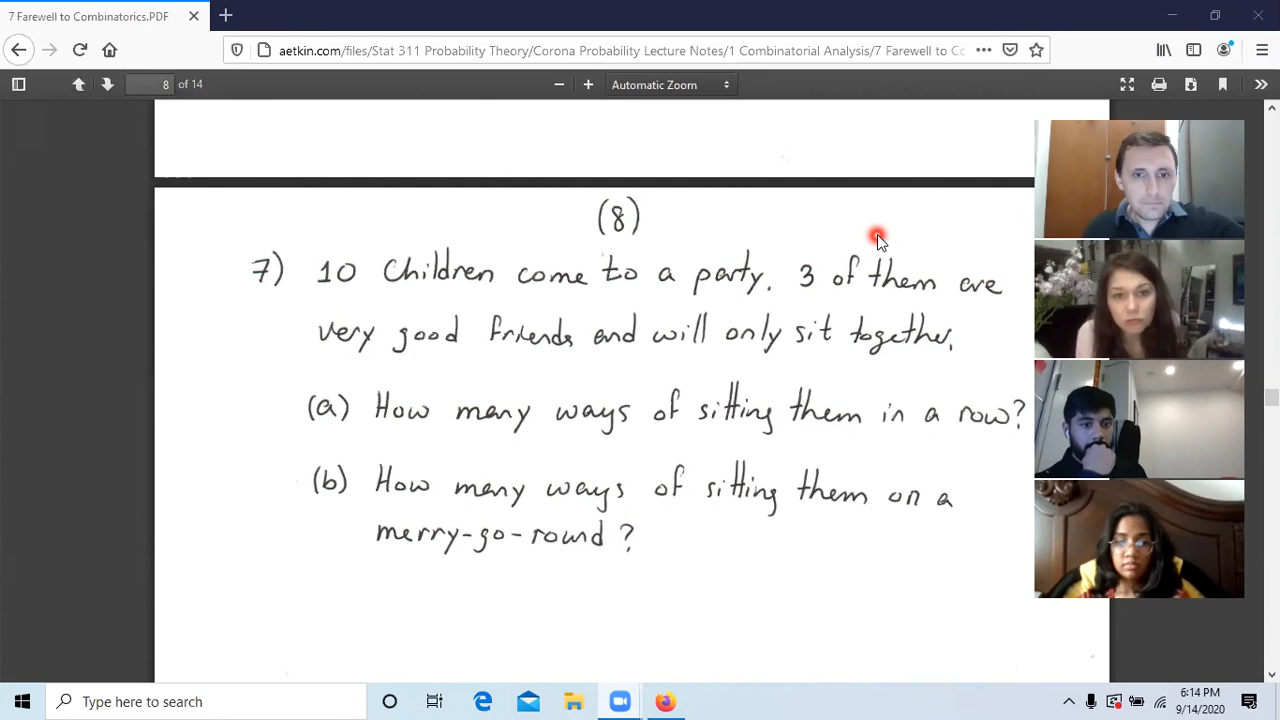 7 Farewell to Combinatorics.PDF
aetkin.com/files/Stat 311 Probability Theory/Corona Probability Lecture Notes/1 Combinatorial Analysis/7 Farewell to Co
8 of 14
Automatic Zoom
(8)
7) 10 Children come to a party. 3 of them are
very good friends and will only sit together.
(a) How many ways of sitting them in a row?
(b) How many ways of sitting them on a
merry-go-round?
Type here to search
6:14 PM
9/14/2020